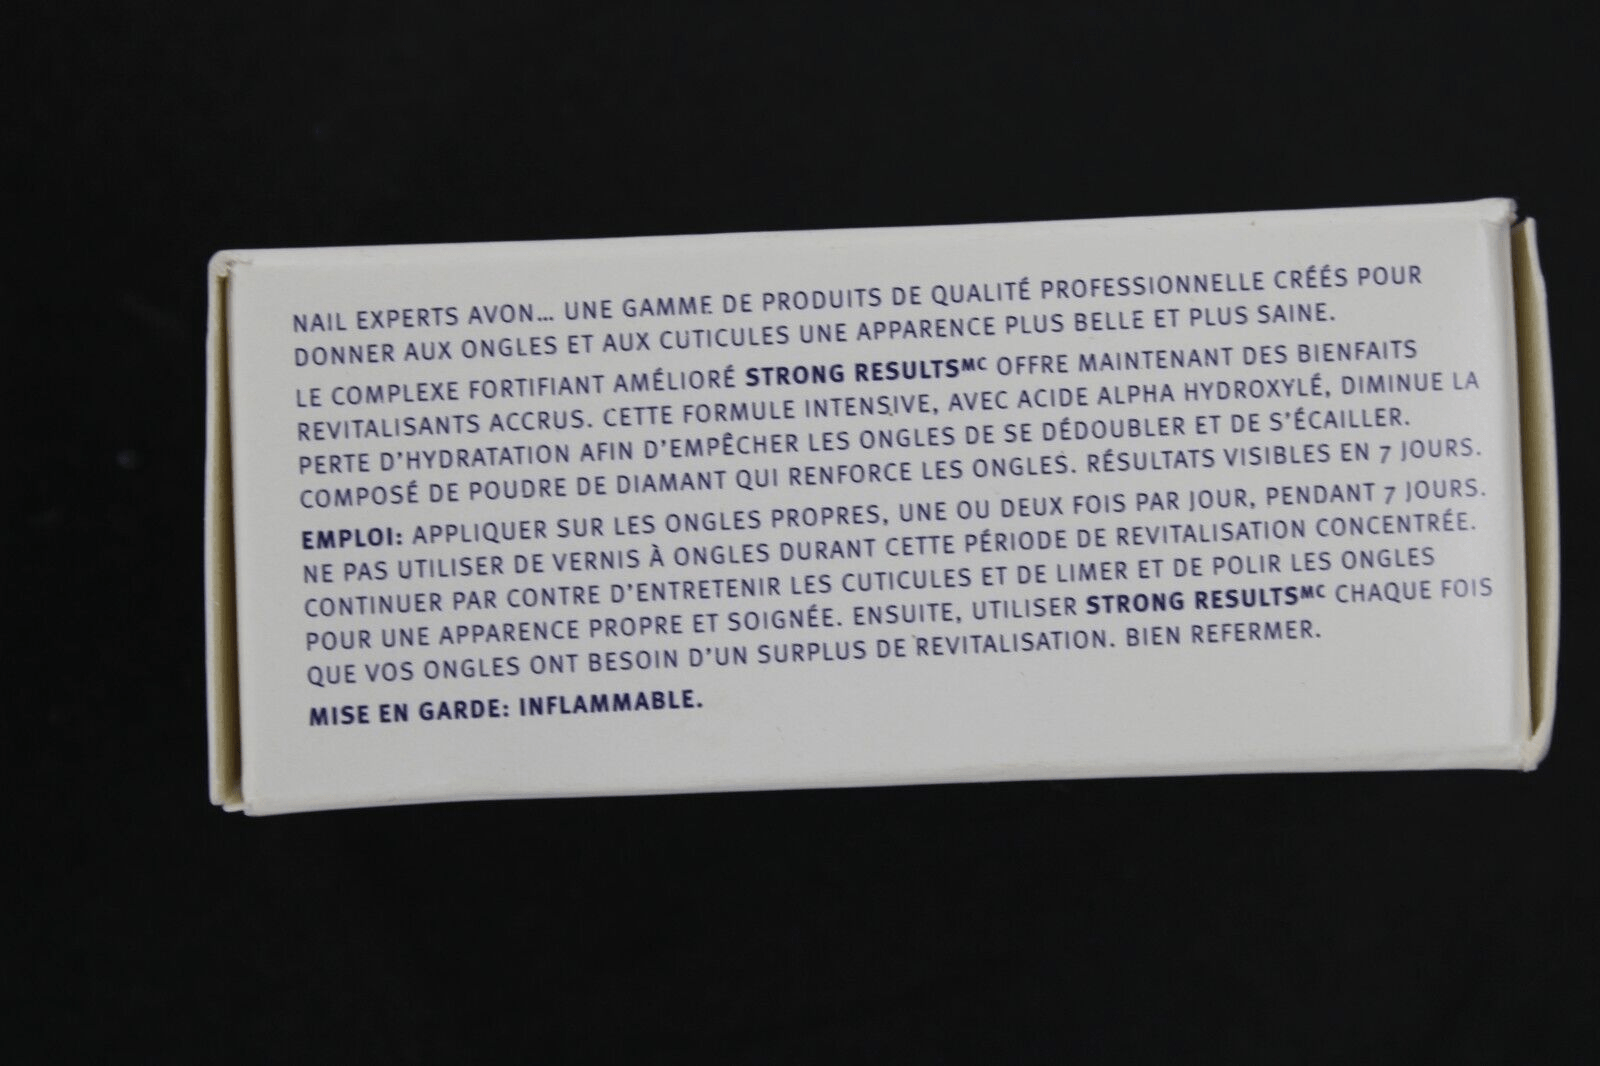 NAIL EXPERTS AVON... UNE GAMME DE PRODUITS DE QUALITÉ PROFESSIONNELLE CRÉÉS POUR
DONNER AUX ONGLES ET AUX CUTICULES UNE APPARENCE PLUS BELLE ET PLUS SAINE.
LE COMPLEXE FORTIFIANT AMÉLIORÉ STRONG RESULTSMC OFFRE MAINTENANT DES BIENFAITS
REVITALISANTS ACCRUS. CETTE FORMULE INTENSIVE, AVEC ACIDE ALPHA HYDROXYLÉ, DIMINUE LA
PERTE D'HYDRATATION AFIN D'EMPÊCHER LES ONGLES DE SE DÉDOUBLER ET DE S'ÉCAILLER.
COMPOSÉ DE POUDRE DE DIAMANT QUI RENFORCE LES ONGLES. RÉSULTATS VISIBLES EN 7 JOURS.
EMPLOI: APPLIQUER SUR LES ONGLES PROPRES, UNE OU DEUX FOIS PAR JOUR, PENDANT 7 JOURS.
NE PAS UTILISER DE VERNIS À ONGLES DURANT CETTE PÉRIODE DE REVITALISATION CONCENTRÉE.
CONTINUER PAR CONTRE D'ENTRETENIR LES CUTICULES ET DE LIMER ET DE POLIR LES ONGLES
POUR UNE APPARENCE PROPRE ET SOIGNÉE. ENSUITE, UTILISER STRONG RESULTSMC CHAQUE FOIS
QUE VOS ONGLES ONT BESOIN D'UN SURPLUS DE REVITALISATION. BIEN REFERMER.
MISE EN GARDE: INFLAMMABLE.